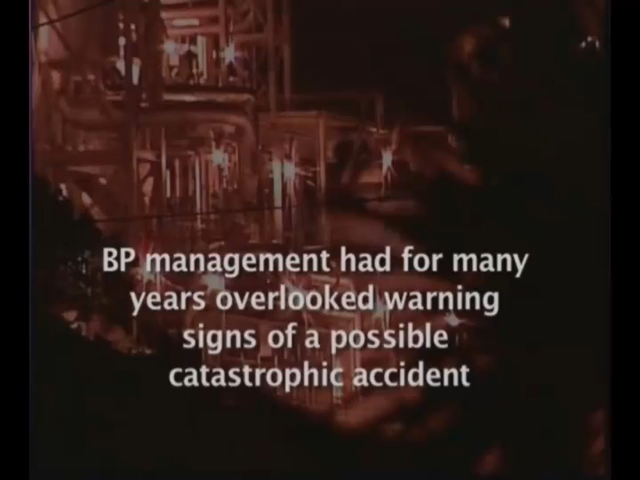 BP management had for many
years overlooked warning
signs of a possible
catastrophic accident